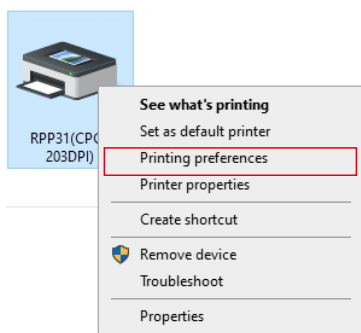 RPP31(CPC
203DPI)
See what's printing
Set as default printer
Printing preferences
Printer properties
Create shortcut
Remove device
Troubleshoot
Properties